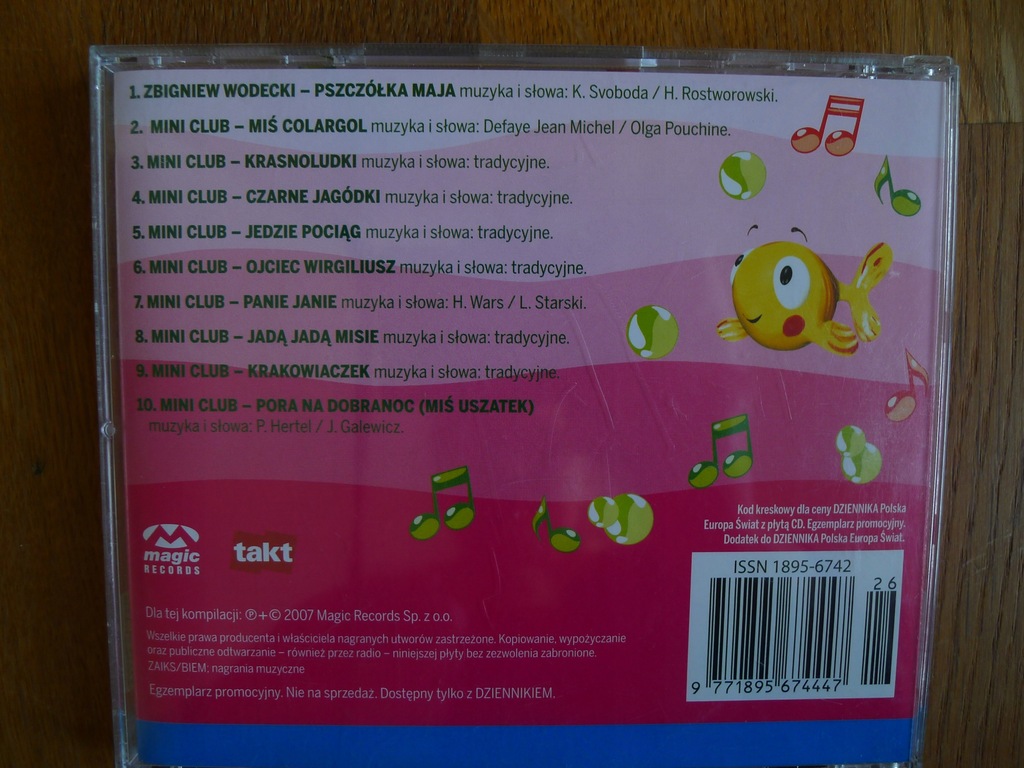 1. ZBIGNIEW WODECKI – PSZCZÓŁKA MAJA muzyka i słowa: K. Svoboda / H. Rostworowski.
2. MINI CLUB – MIŚ COLARGOL muzyka i słowa: Defaye Jean Michel / Olga Pouchine.
3. MINI CLUB – KRASNOLUDKI muzyka i słowa: tradycyjne.
4. MINI CLUB – CZARNE JAGÓDKI muzyka i słowa: tradycyjne.
5. MINI CLUB – JEDZIE POCIĄG muzyka i słowa: tradycyjne.
6. MINI CLUB – OJCIEC WIRGILIUSZ muzyka i słowa: tradycyjne.
7. MINI CLUB – PANIE JANIE muzyka i słowa: H. Wars / L. Starski.
8. MINI CLUB – JADĄ JADĄ MISIE muzyka i słowa: tradycyjne.
9. MINI CLUB – KRAKOWIACZEK muzyka i słowa: tradycyjne.
10. MINI CLUB – PORA NA DOBRANOC (MIŚ USZATEK)
muzyka i słowa: P. Hertel / J. Galewicz.
Kod kreskowy dla ceny DZIENNIKA Polska
Europa Świat z płytą CD. Egzemplarz promocyjny.
Dodatek do DZIENNIKA Polska Europa Świat.
magic
RECORDS
takt
ISSN 1895-6742
26
9 771895 674447
Dla tej kompilacji: ℗+© 2007 Magic Records Sp. z o.o.
Wszelkie prawa producenta i właściciela nagranych utworów zastrzeżone. Kopiowanie, wypożyczanie
oraz publiczne odtwarzanie – również przez radio – niniejszej płyty bez zezwolenia zabronione.
ZAIKS/BIEM; nagrania muzyczne
Egzemplarz promocyjny. Nie na sprzedaż. Dostępny tylko z DZIENNIKIEM.